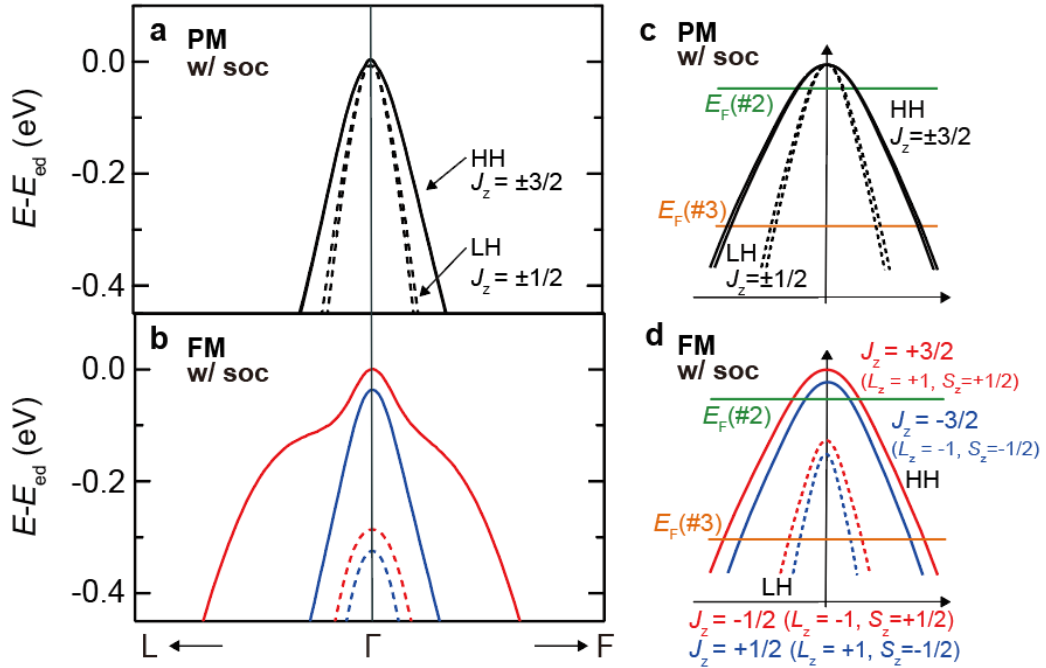 a
PM
w/ soc
0.0
-0.2
-0.4
E-E_ed (eV)
HH
J_z = ±3/2
LH
J_z = ±1/2
b
FM
w/ soc
0.0
-0.2
-0.4
E-E_ed (eV)
L ← Γ → F
c
PM
w/ soc
E_F(#2)
HH
J_z=±3/2
E_F(#3)
LH
J_z=±1/2
d
FM
w/ soc
J_z = +3/2
(L_z = +1, S_z=+1/2)
E_F(#2)
J_z = -3/2
(L_z = -1, S_z=-1/2)
HH
E_F(#3)
LH
J_z = -1/2 (L_z = -1, S_z=+1/2)
J_z = +1/2 (L_z = +1, S_z=-1/2)